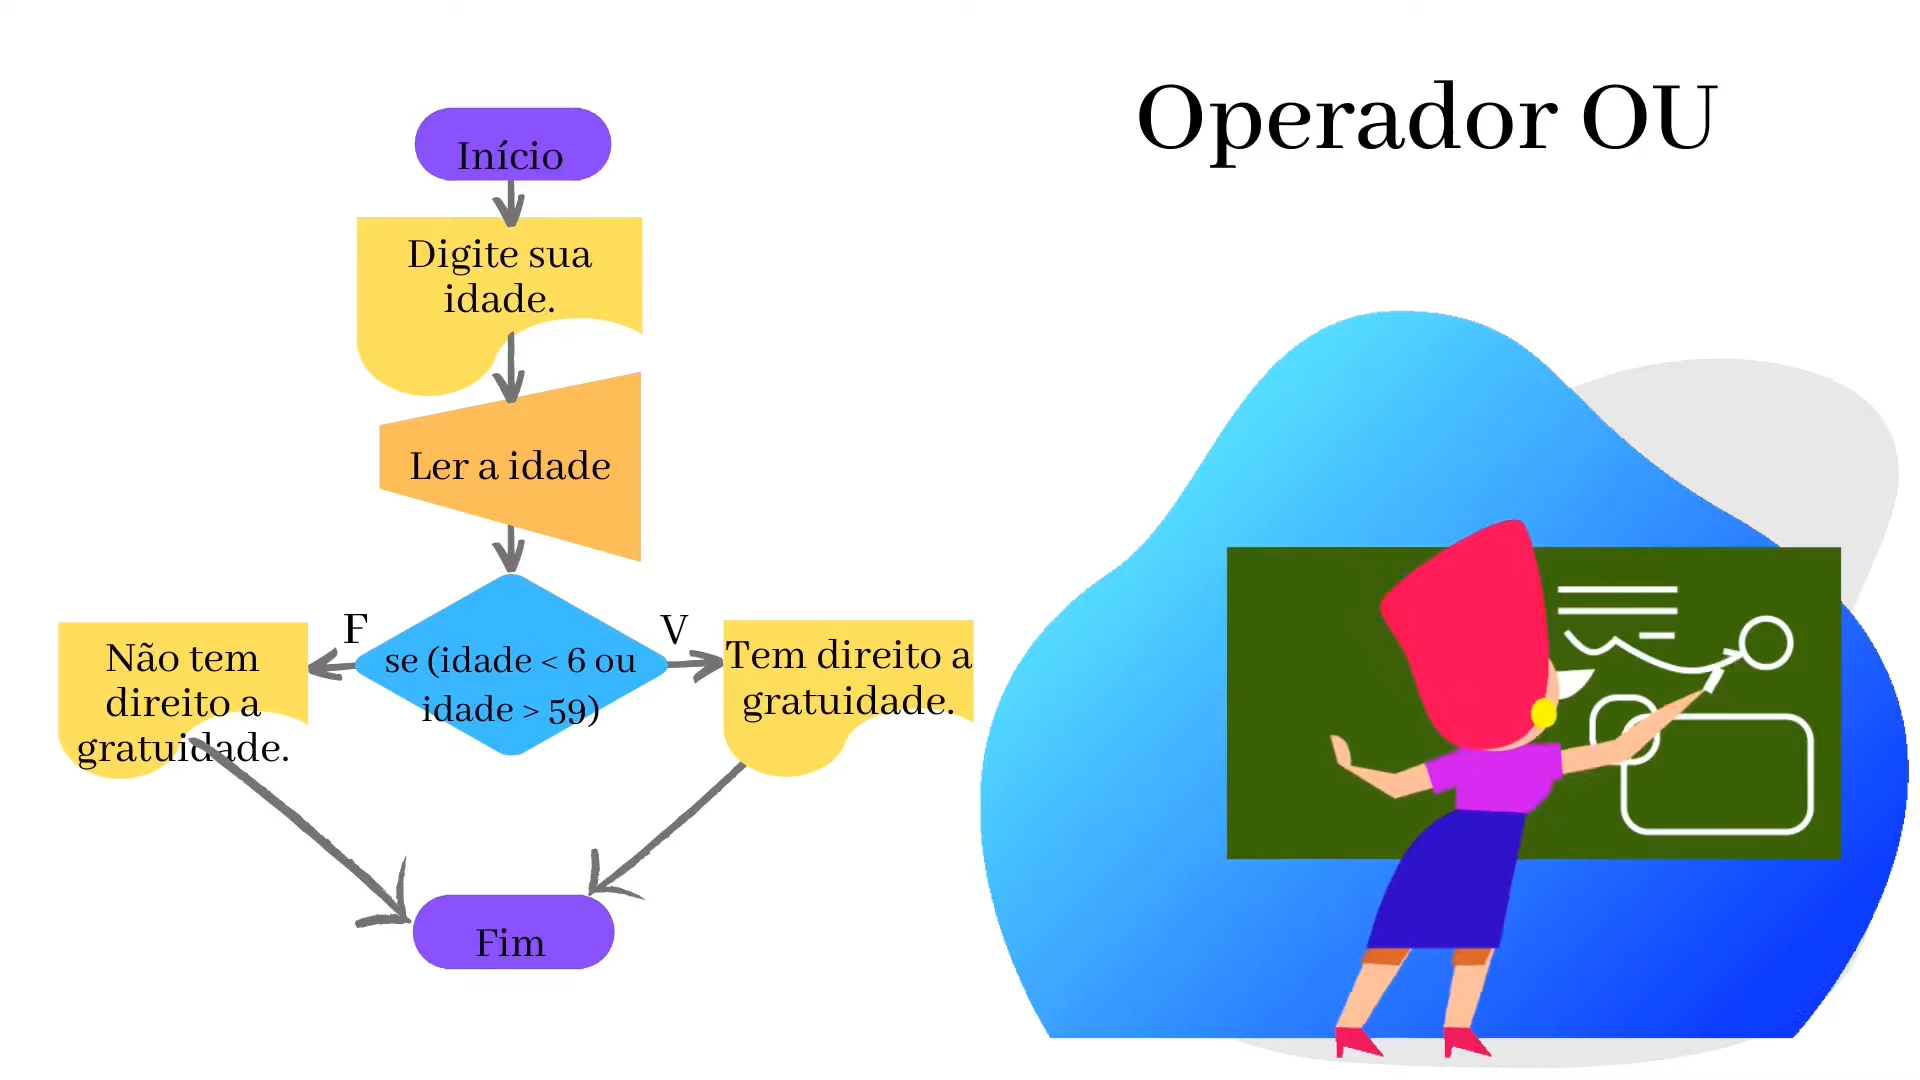 Operador OU
Início
Digite sua
idade.
Ler a idade
F
V
se (idade < 6 ou
idade > 59)
Não tem
direito a
gratuidade.
Tem direito a
gratuidade.
Fim